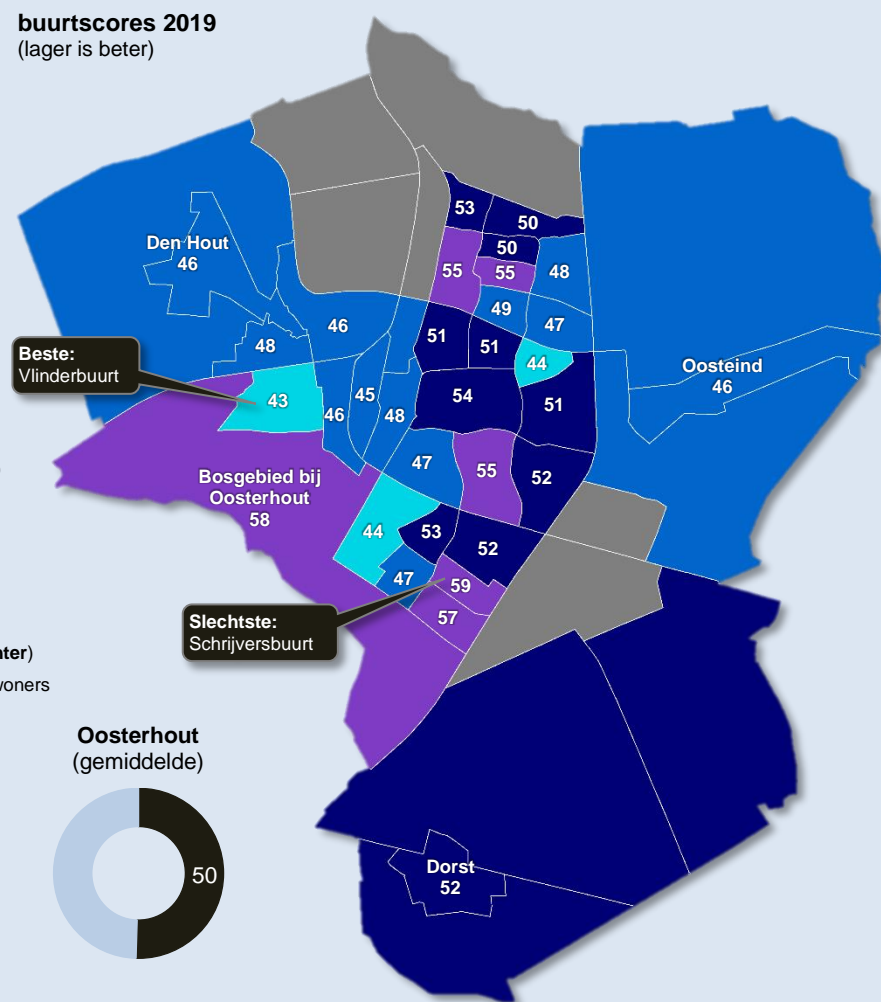 buurtscores 2019
(lager is beter)
53
50
50
Den Hout
46
55
55
48
49
47
46
51
51
48
44
Beste:
Vlinderbuurt
Oosteind
46
43
46
45
48
54
51
47
55
52
Bosgebied bij
Oosterhout
58
44
53
52
47
59
57
Slechtste:
Schrijversbuurt
nter)
woners
Oosterhout
(gemiddelde)
50
Dorst
52